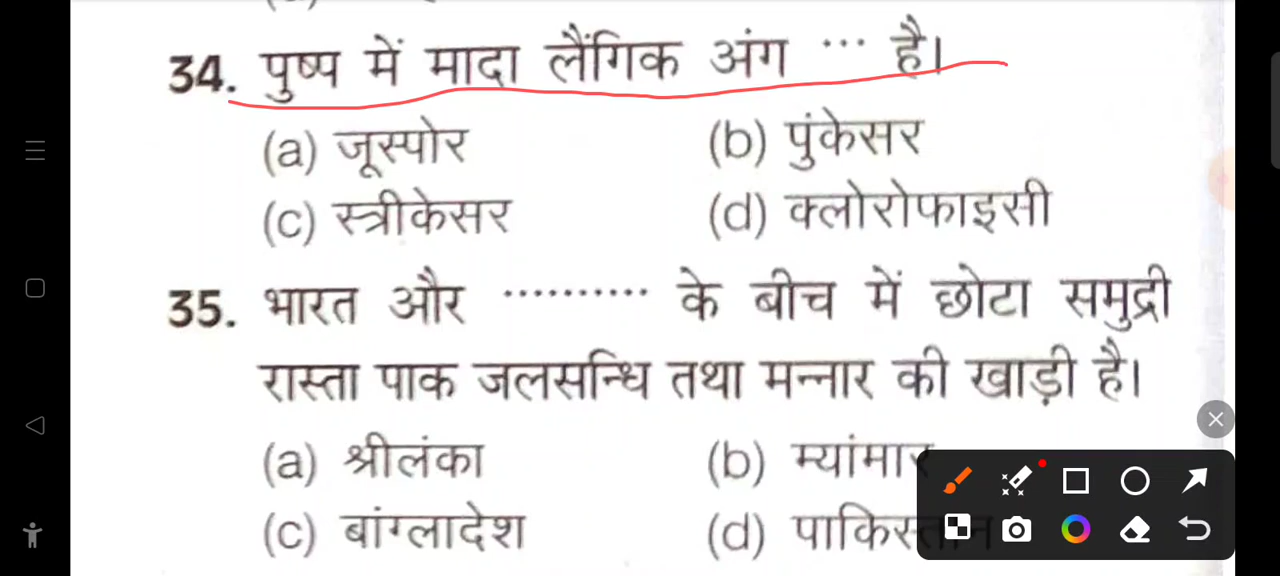 34. पुष्प में मादा लैंगिक अंग ··· है।
(a) जूस्पोर (b) पुंकेसर
(c) स्त्रीकेसर (d) क्लोरोफाइसी
35. भारत और ·········· के बीच में छोटा समुद्री
रास्ता पाक जलसन्धि तथा मन्नार की खाड़ी है।
(a) श्रीलंका (b) म्यांमार
(c) बांग्लादेश (d) पाकिस्तान